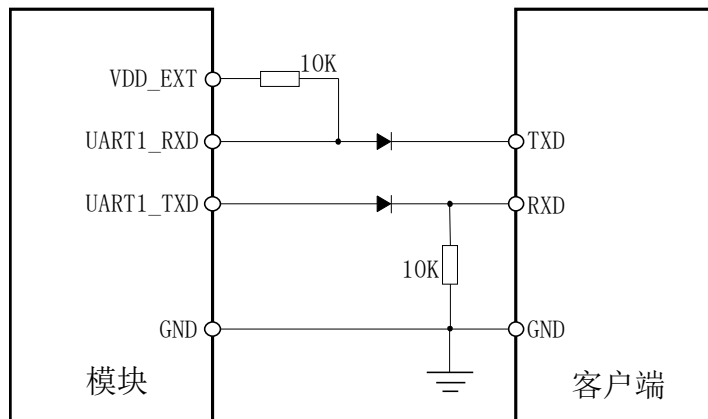 10K
VDD_EXT
UART1_RXD
TXD
UART1_TXD
RXD
10K
GND
GND
模块
客户端